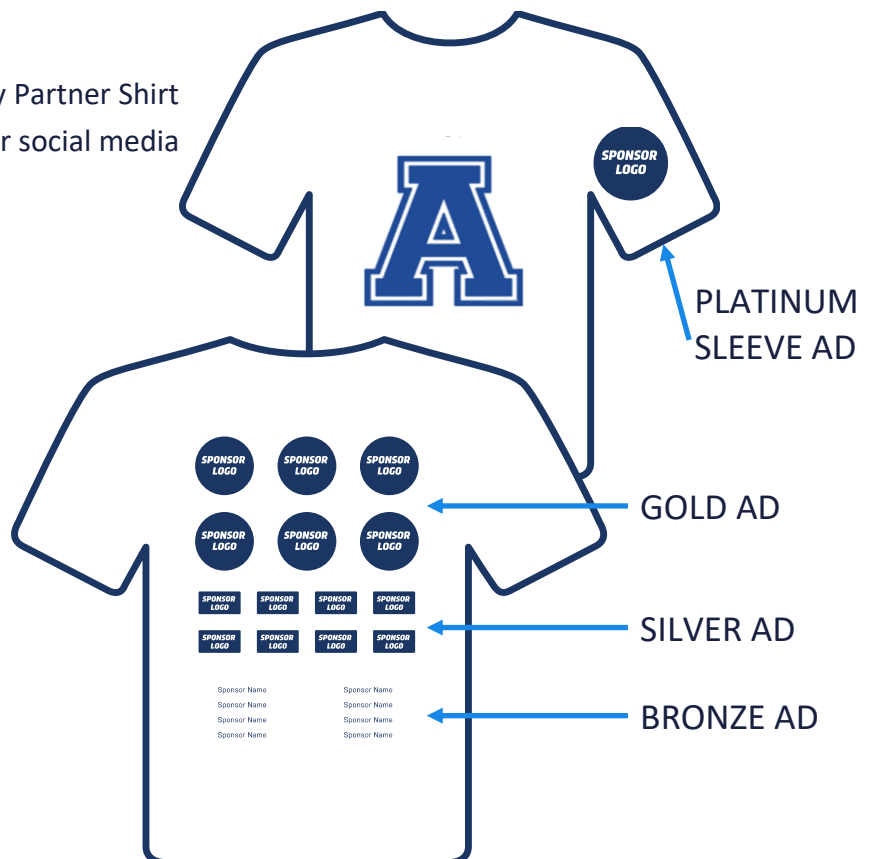 y Partner Shirt
r social media
SPONSOR
LOGO
A
PLATINUM
SLEEVE AD
SPONSOR LOGO SPONSOR LOGO SPONSOR LOGO
SPONSOR LOGO SPONSOR LOGO SPONSOR LOGO
GOLD AD
SPONSOR LOGO SPONSOR LOGO SPONSOR LOGO SPONSOR LOGO
SPONSOR LOGO SPONSOR LOGO SPONSOR LOGO SPONSOR LOGO
SILVER AD
Sponsor Name Sponsor Name
Sponsor Name Sponsor Name
Sponsor Name Sponsor Name
Sponsor Name Sponsor Name
BRONZE AD